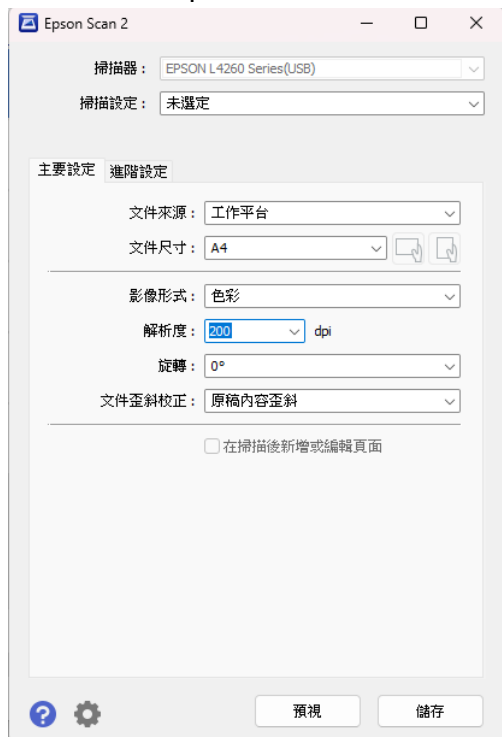 Epson Scan 2
掃描器： EPSON L4260 Series(USB)
掃描設定： 未選定
主要設定 進階設定
文件來源： 工作平台
文件尺寸： A4
影像形式： 色彩
解析度： 200 dpi
旋轉： 0°
文件歪斜校正： 原稿內容歪斜
在掃描後新增或編輯頁面
預視 儲存